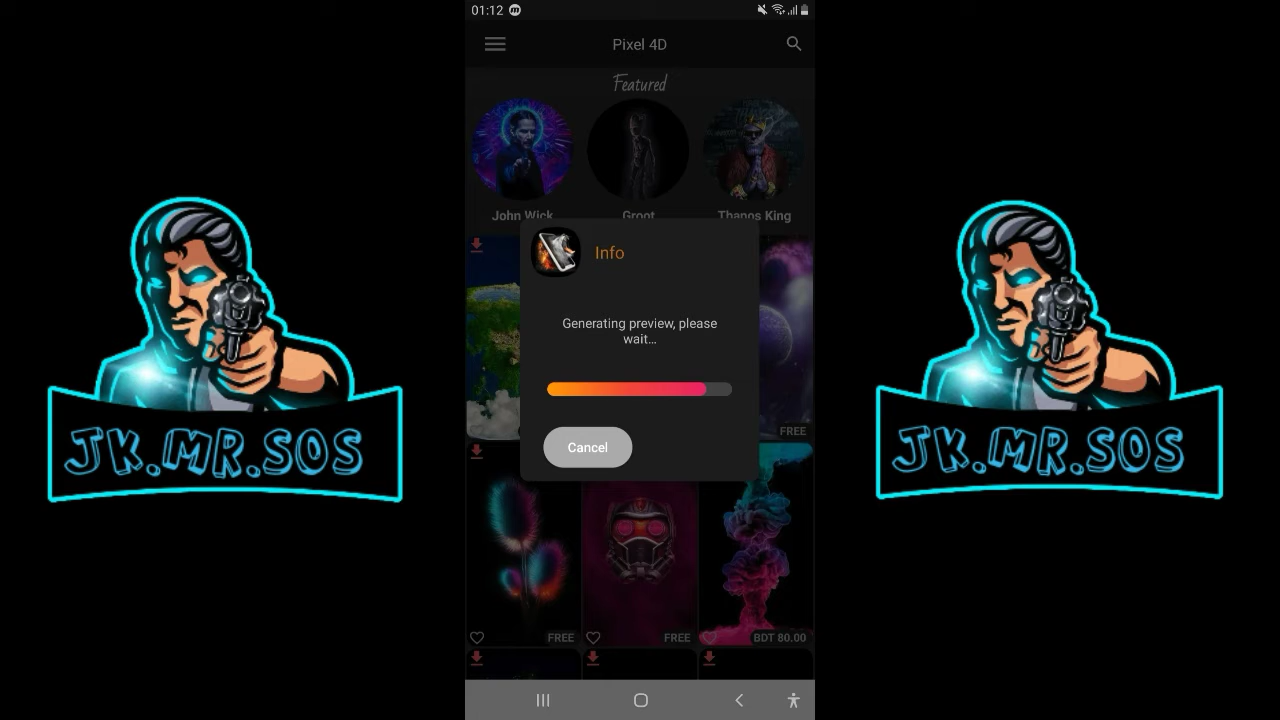 01:12
Pixel 4D
Featured
John Wick
Groot
Thanos King
Info
Generating preview, please
wait...
Cancel
FREE
FREE
FREE
BDT 80.00
JK.MR.SOS
JK.MR.SOS